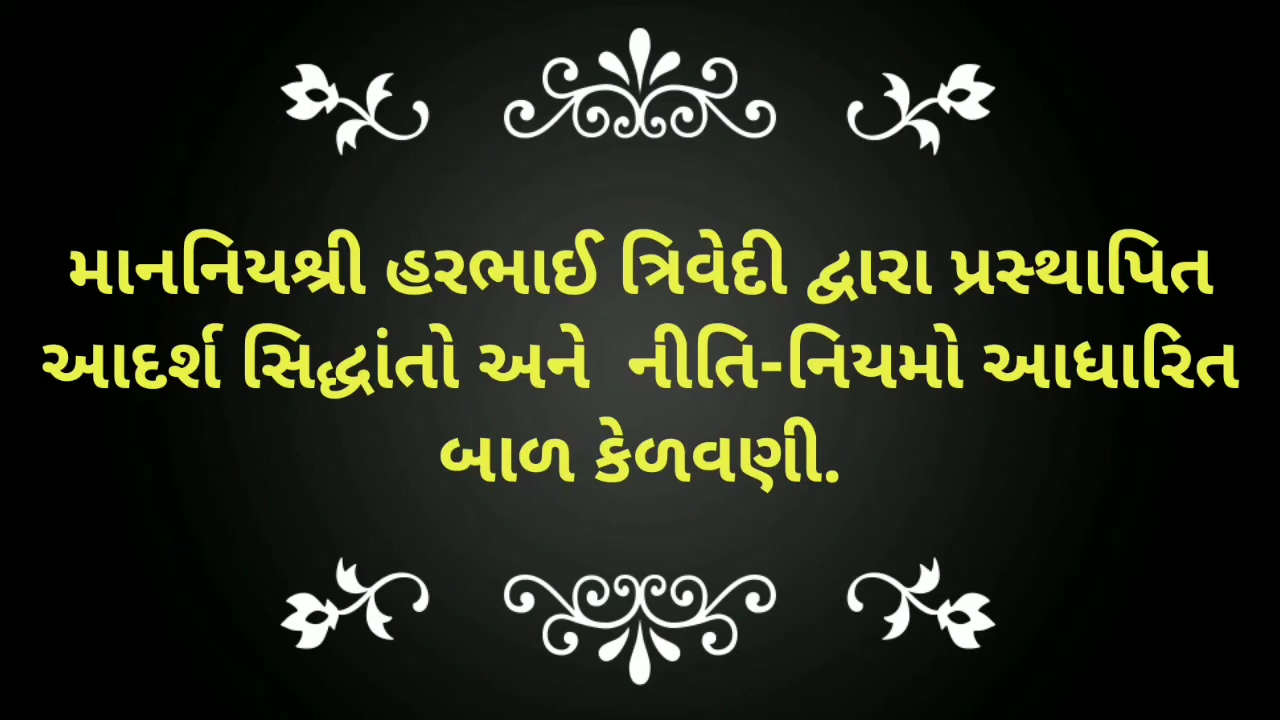 માનનિયશ્રી હરભાઈ ત્રિવેદી દ્વારા પ્રસ્થાપિત
આદર્શ સિદ્ધાંતો અને નીતિ-નિયમો આધારિત
બાળ કેળવણી.